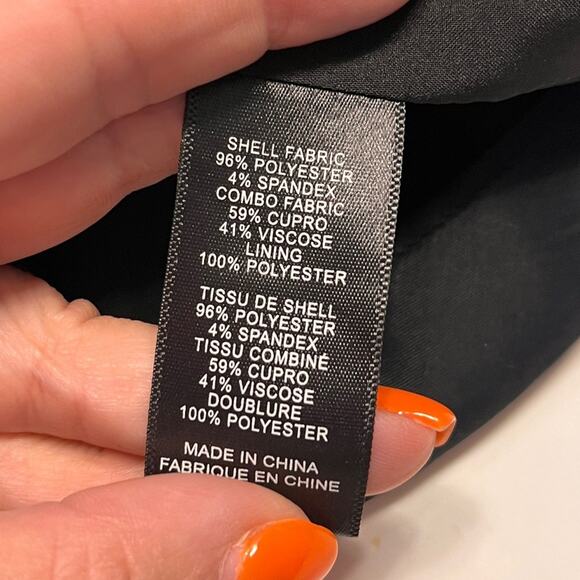 SHELL FABRIC
96% POLYESTER
4% SPANDEX
COMBO FABRIC
59% CUPRO
41% VISCOSE
LINING
100% POLYESTER
TISSU DE SHELL
96% POLYESTER
4% SPANDEX
TISSU COMBINÉ
59% CUPRO
41% VISCOSE
DOUBLURE
100% POLYESTER
MADE IN CHINA
FABRIQUE EN CHINE